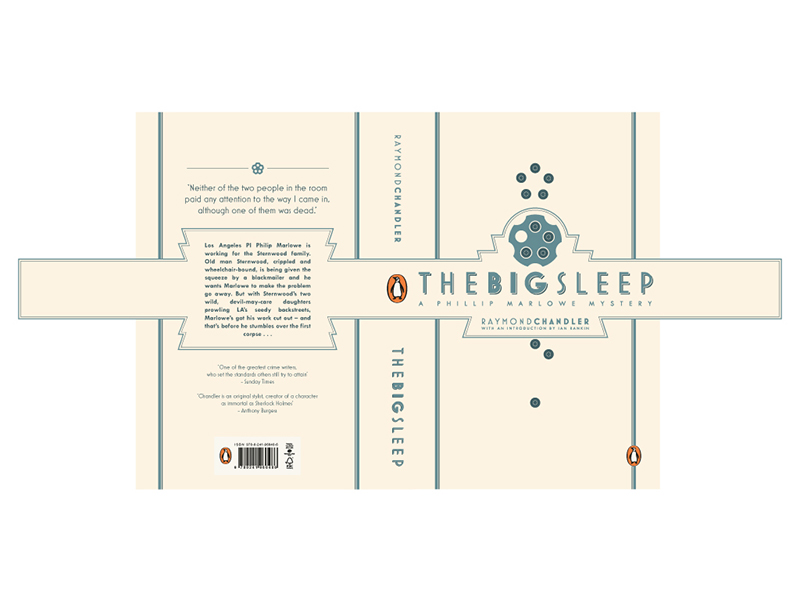 'Neither of the two people in the room
paid any attention to the way I came in,
although one of them was dead.'
Los Angeles PI Philip Marlowe is
working for the Sternwood family.
Old man Sternwood, crippled and
wheelchair-bound, is being given the
squeeze by a blackmailer and he
wants Marlowe to make the problem
go away. But with Sternwood's two
wild, devil-may-care daughters
prowling LA's seedy backstreets,
Marlowe's got his work cut out – and
that's before he stumbles over the first
corpse . . .
'One of the greatest crime writers,
who set the standards others still try to attain'
– Sunday Times
'Chandler is an original stylist, creator of a character
as immortal as Sherlock Holmes'
– Anthony Burgess
RAYMONDCHANDLER
THEBIGSLEEP
THEBIGSLEEP
A PHILLIP MARLOWE MYSTERY
RAYMONDCHANDLER
WITH AN INTRODUCTION BY IAN RANKIN